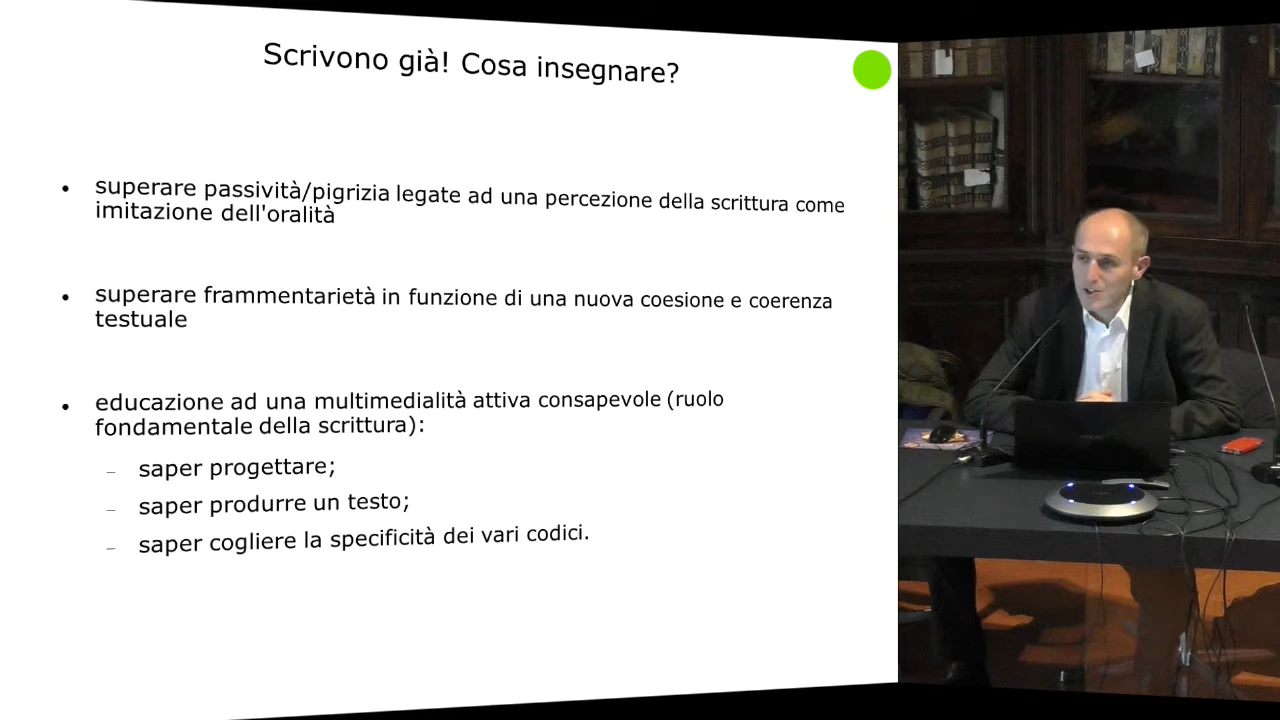 Scrivono già! Cosa insegnare?
• superare passività/pigrizia legate ad una percezione della scrittura come
imitazione dell'oralità
• superare frammentarietà in funzione di una nuova coesione e coerenza
testuale
• educazione ad una multimedialità attiva consapevole (ruolo
fondamentale della scrittura):
– saper progettare;
– saper produrre un testo;
– saper cogliere la specificità dei vari codici.